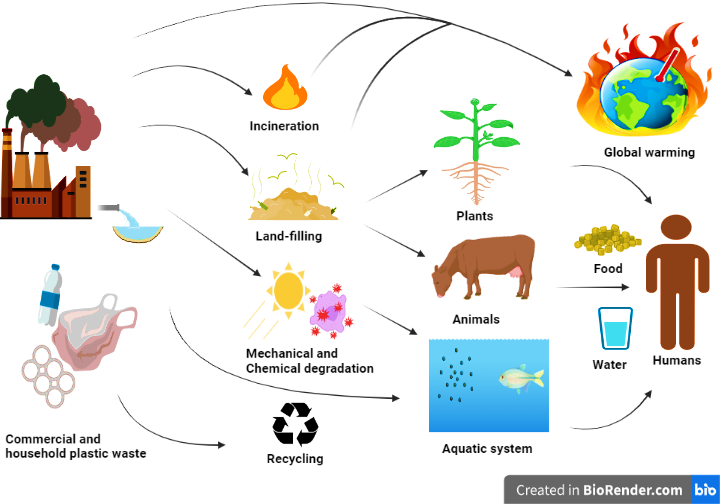 Incineration
Global warming
Land-filling
Plants
Food
Animals
Mechanical and
Chemical degradation
Water
Humans
Commercial and
household plastic waste
Recycling
Aquatic system
Created in BioRender.com bio